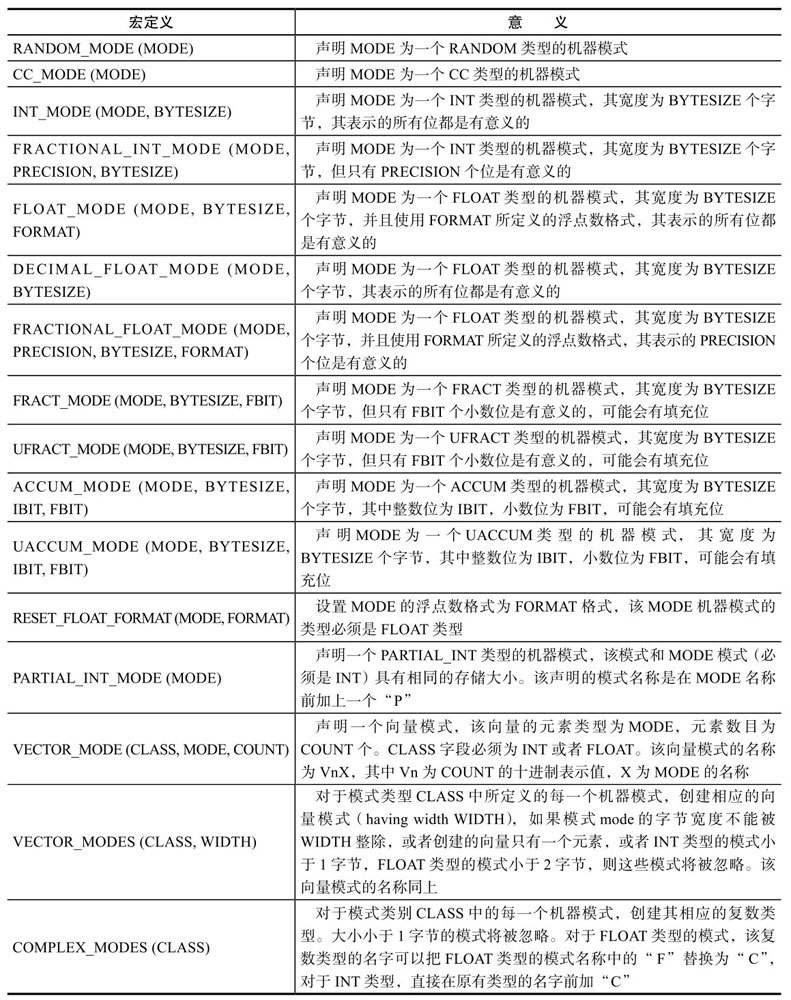 宏定义
意 义
RANDOM_MODE (MODE)
声明 MODE 为一个 RANDOM 类型的机器模式
CC_MODE (MODE)
声明 MODE 为一个 CC 类型的机器模式
INT_MODE (MODE, BYTESIZE)
声明 MODE 为一个 INT 类型的机器模式，其宽度为 BYTESIZE 个字
节，其表示的所有位都是有意义的
FRACTIONAL_INT_MODE (MODE,
PRECISION, BYTESIZE)
声明 MODE 为一个 INT 类型的机器模式，其宽度为 BYTESIZE 个字
节，但只有 PRECISION 个位是有意义的
FLOAT_MODE (MODE, BYTESIZE,
FORMAT)
声明 MODE 为一个 FLOAT 类型的机器模式，其宽度为 BYTESIZE
个字节，并且使用 FORMAT 所定义的浮点数格式，其表示的所有位都
是有意义的
DECIMAL_FLOAT_MODE (MODE,
BYTESIZE)
声明 MODE 为一个 FLOAT 类型的机器模式，其宽度为 BYTESIZE
个字节，其表示的所有位都是有意义的
FRACTIONAL_FLOAT_MODE (MODE,
PRECISION, BYTESIZE, FORMAT)
声明 MODE 为一个 FLOAT 类型的机器模式，其宽度为 BYTESIZE
个字节，并且使用 FORMAT 所定义的浮点数格式，其表示的 PRECISION
个位是有意义的
FRACT_MODE (MODE, BYTESIZE, FBIT)
声明 MODE 为一个 FRACT 类型的机器模式，其宽度为 BYTESIZE
个字节，但只有 FBIT 个小数位是有意义的，可能会有填充位
UFRACT_MODE (MODE, BYTESIZE, FBIT)
声明 MODE 为一个 UFRACT 类型的机器模式，其宽度为 BYTESIZE
个字节，但只有 FBIT 个小数位是有意义的，可能会有填充位
ACCUM_MODE (MODE, BYTESIZE,
IBIT, FBIT)
声明 MODE 为一个 ACCUM 类型的机器模式，其宽度为 BYTESIZE
个字节，其中整数位为 IBIT，小数位为 FBIT，可能会有填充位
UACCUM_MODE (MODE, BYTESIZE,
IBIT, FBIT)
声明 MODE 为一个 UACCUM 类型的机器模式，其宽度为
BYTESIZE 个字节，其中整数位为 IBIT，小数位为 FBIT，可能会有填
充位
RESET_FLOAT_FORMAT (MODE, FORMAT)
设置 MODE 的浮点数格式为 FORMAT 格式，该 MODE 机器模式的
类型必须是 FLOAT 类型
PARTIAL_INT_MODE (MODE)
声明一个 PARTIAL_INT 类型的机器模式，该模式和 MODE 模式（必
须是 INT）具有相同的存储大小。该声明的模式名称是在 MODE 名称
前加上一个“P”
VECTOR_MODE (CLASS, MODE, COUNT)
声明一个向量模式，该向量的元素类型为 MODE，元素数目为
COUNT 个。CLASS 字段必须为 INT 或者 FLOAT。该向量模式的名称
为 VnX，其中 Vn 为 COUNT 的十进制表示值，X 为 MODE 的名称
VECTOR_MODES (CLASS, WIDTH)
对于模式类型 CLASS 中所定义的每一个机器模式，创建相应的向
量模式（having width WIDTH），如果模式 mode 的字节宽度不能被
WIDTH 整除，或者创建的向量只有一个元素，或者 INT 类型的模式小
于 1 字节，FLOAT 类型的模式小于 2 字节，则这些模式将被忽略。该
向量模式的名称同上
COMPLEX_MODES (CLASS)
对于模式类别 CLASS 中的每一个机器模式，创建其相应的复数类
型。大小小于 1 字节的模式将被忽略。对于 FLOAT 类型的模式，该复
数类型的名字可以把 FLOAT 类型的模式名称中的“F”替换为“C”，
对于 INT 类型，直接在原有类型的名字前加“C”